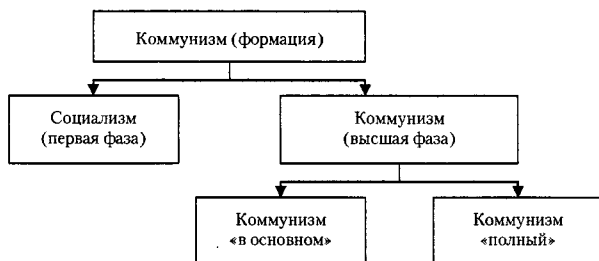 Коммунизм (формация)
Социализм
(первая фаза)
Коммунизм
(высшая фаза)
Коммунизм
«в основном»
Коммунизм
«полный»